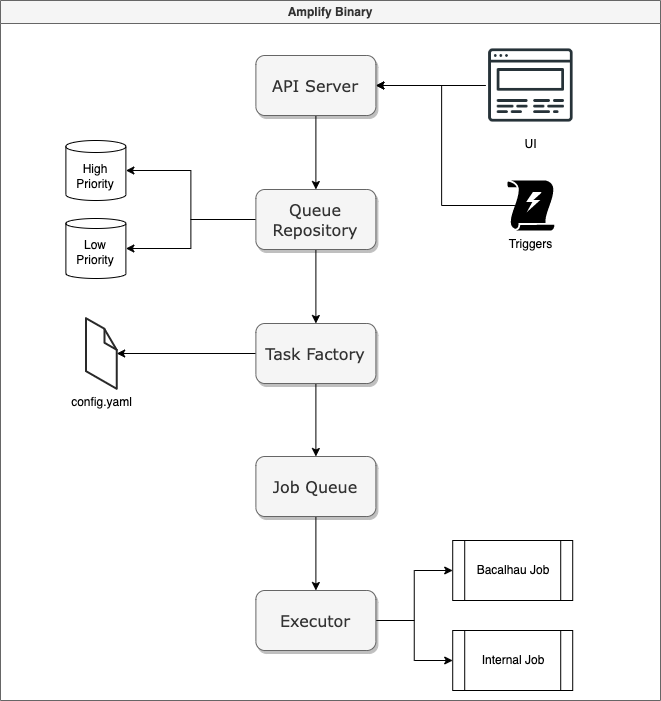 Amplify Binary
API Server
UI
High
Priority
Queue
Repository
Triggers
Low
Priority
Task Factory
config.yaml
Job Queue
Bacalhau Job
Executor
Internal Job